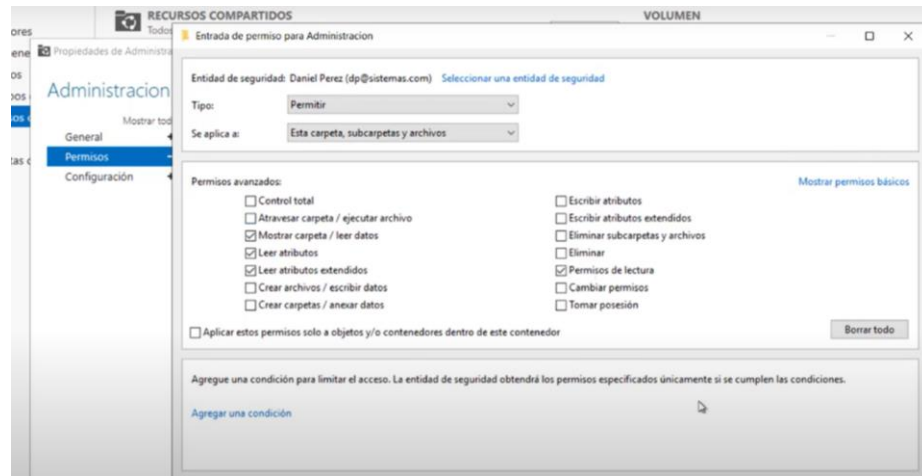 RECURSOS COMPARTIDOS
VOLUMEN
Entrada de permiso para Administracion
Entidad de seguridad: Daniel Perez (dp@sistemas.com) Seleccionar una entidad de seguridad
Tipo: Permitir
Se aplica a: Esta carpeta, subcarpetas y archivos
Propiedades de Administra
Administracion
Mostrar tod
General +
Permisos –
Configuración +
Permisos avanzados:
Mostrar permisos básicos
Control total
Atravesar carpeta / ejecutar archivo
Mostrar carpeta / leer datos
Leer atributos
Leer atributos extendidos
Crear archivos / escribir datos
Crear carpetas / anexar datos
Escribir atributos
Escribir atributos extendidos
Eliminar subcarpetas y archivos
Eliminar
Permisos de lectura
Cambiar permisos
Tomar posesión
Aplicar estos permisos solo a objetos y/o contenedores dentro de este contenedor
Borrar todo
Agregue una condición para limitar el acceso. La entidad de seguridad obtendrá los permisos especificados únicamente si se cumplen las condiciones.
Agregar una condición